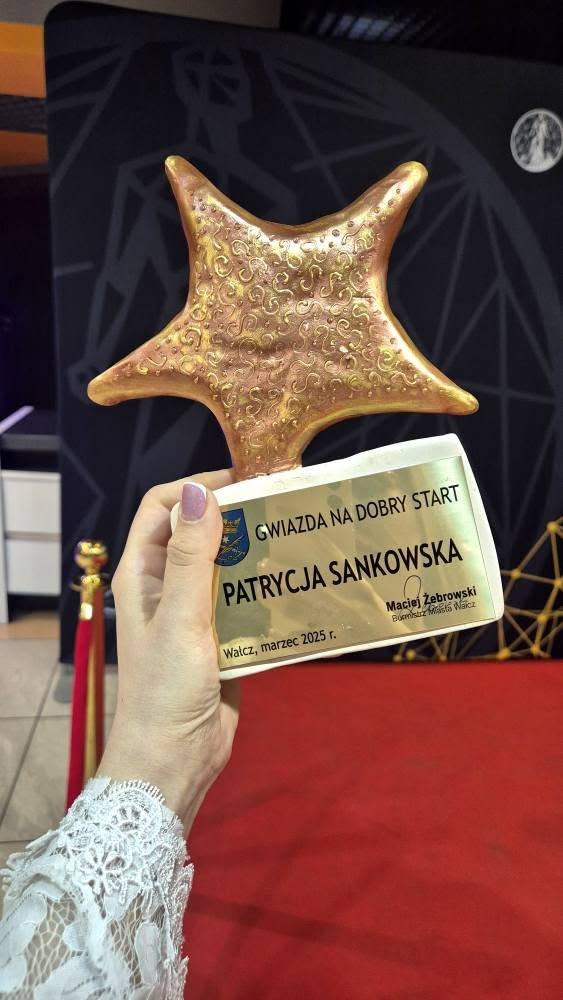 GWIAZDA NA DOBRY START
PATRYCJA SANKOWSKA
Maciej Żebrowski
Burmistrz Miasta Wałcz
Wałcz, marzec 2025 r.